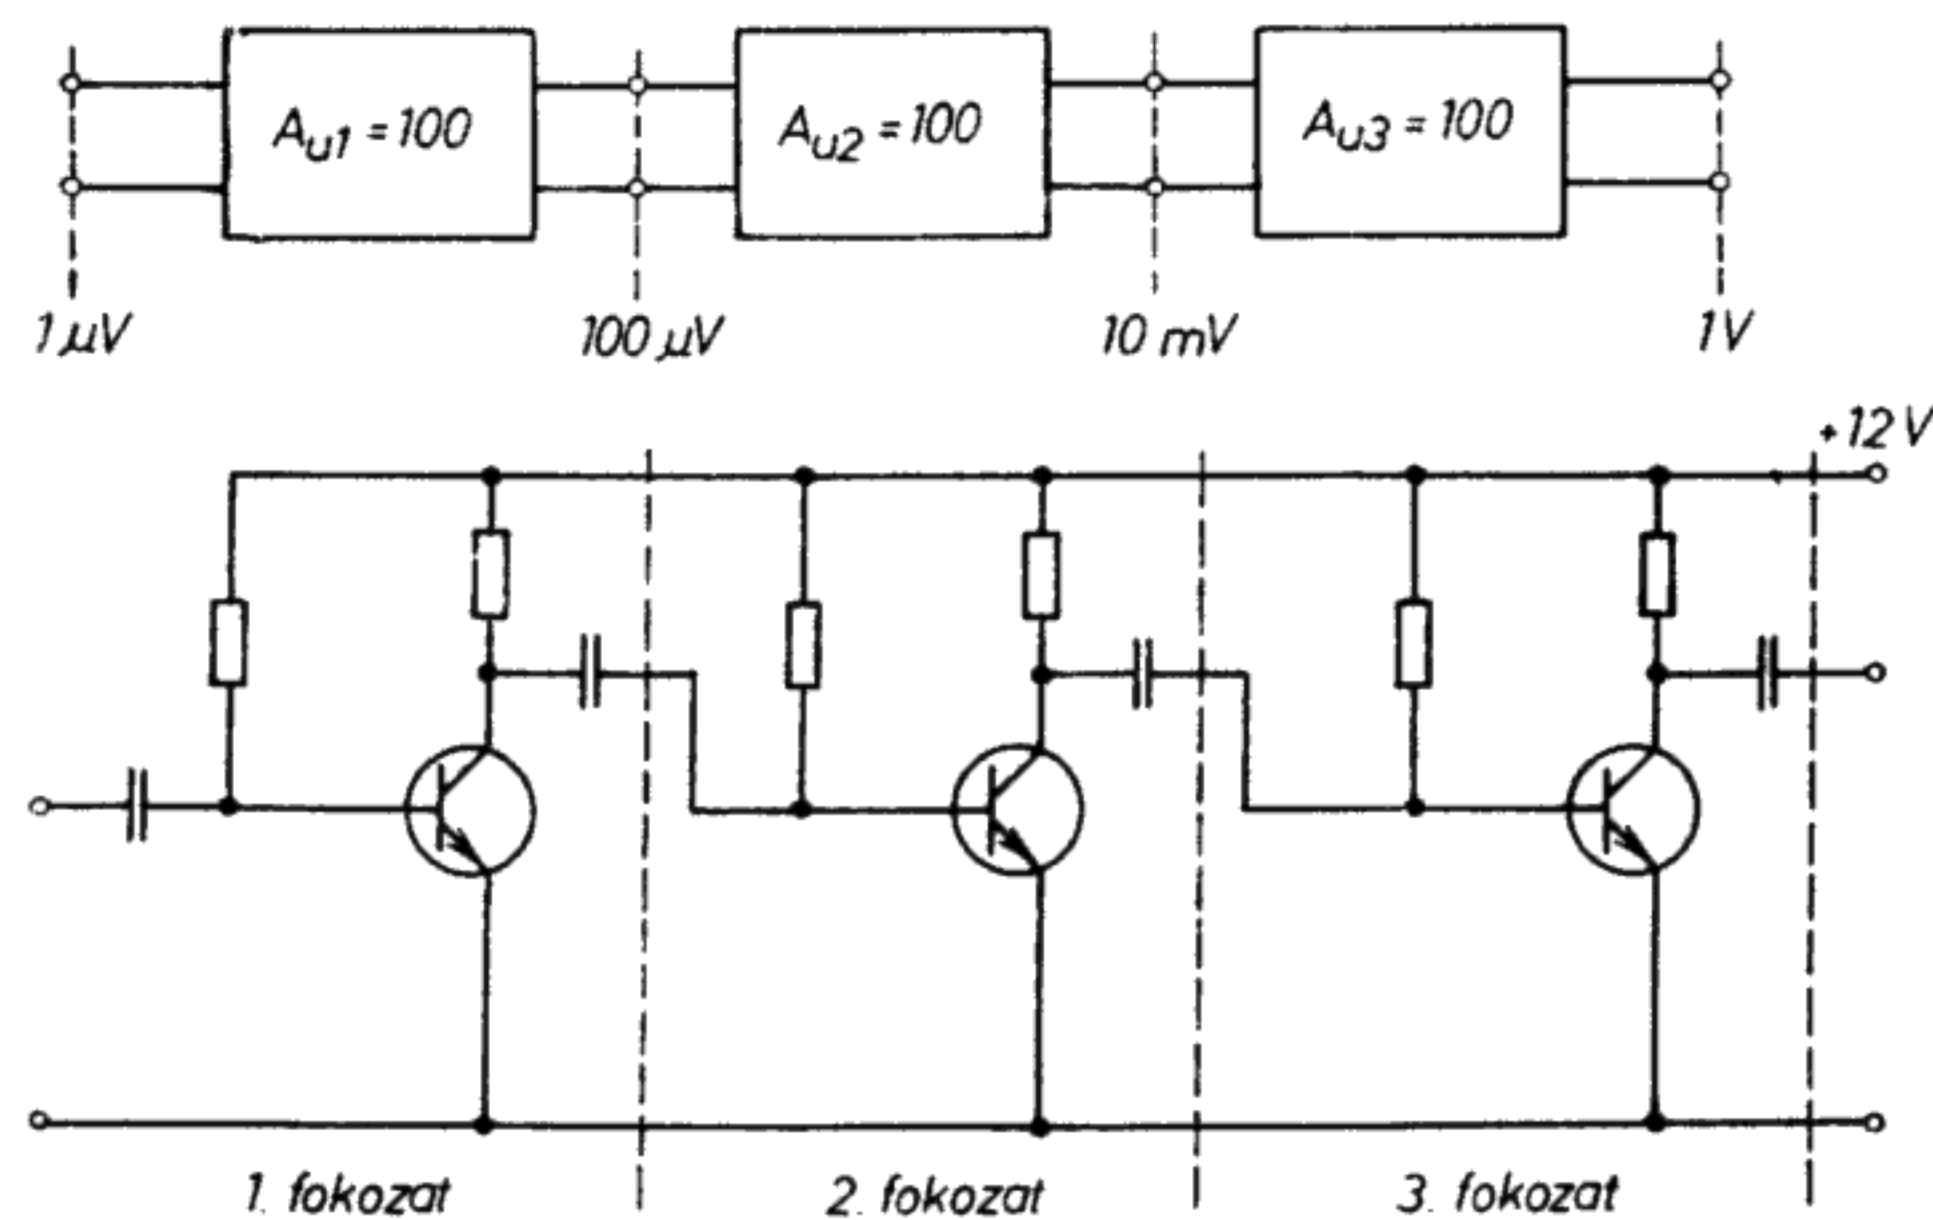 A_u1 = 100
A_u2 = 100
A_u3 = 100
1 μV
100 μV
10 mV
1 V
+12 V
1. fokozat
2. fokozat
3. fokozat